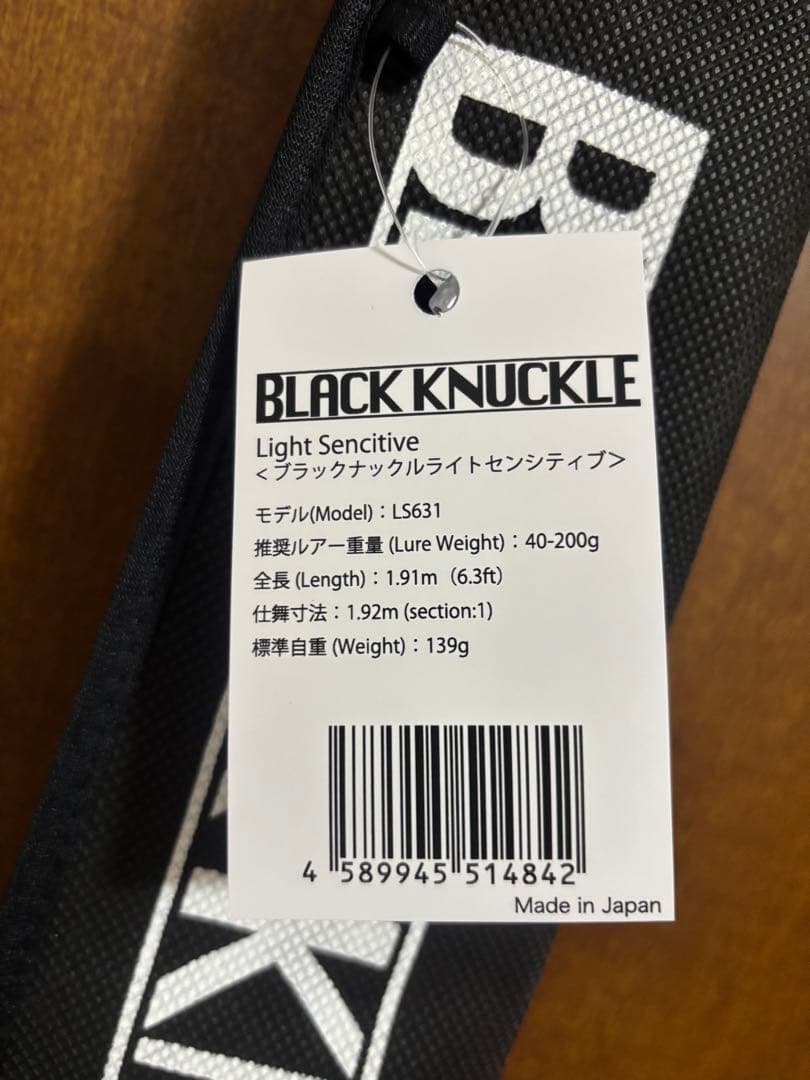 BLACK KNUCKLE
Light Sencitive
<ブラックナックルライトセンシティブ>
モデル(Model)：LS631
推奨ルアー重量 (Lure Weight)：40-200g
全長 (Length)：1.91m（6.3ft）
仕舞寸法：1.92m (section:1)
標準自重 (Weight)：139g
4 589945 514842
Made in Japan